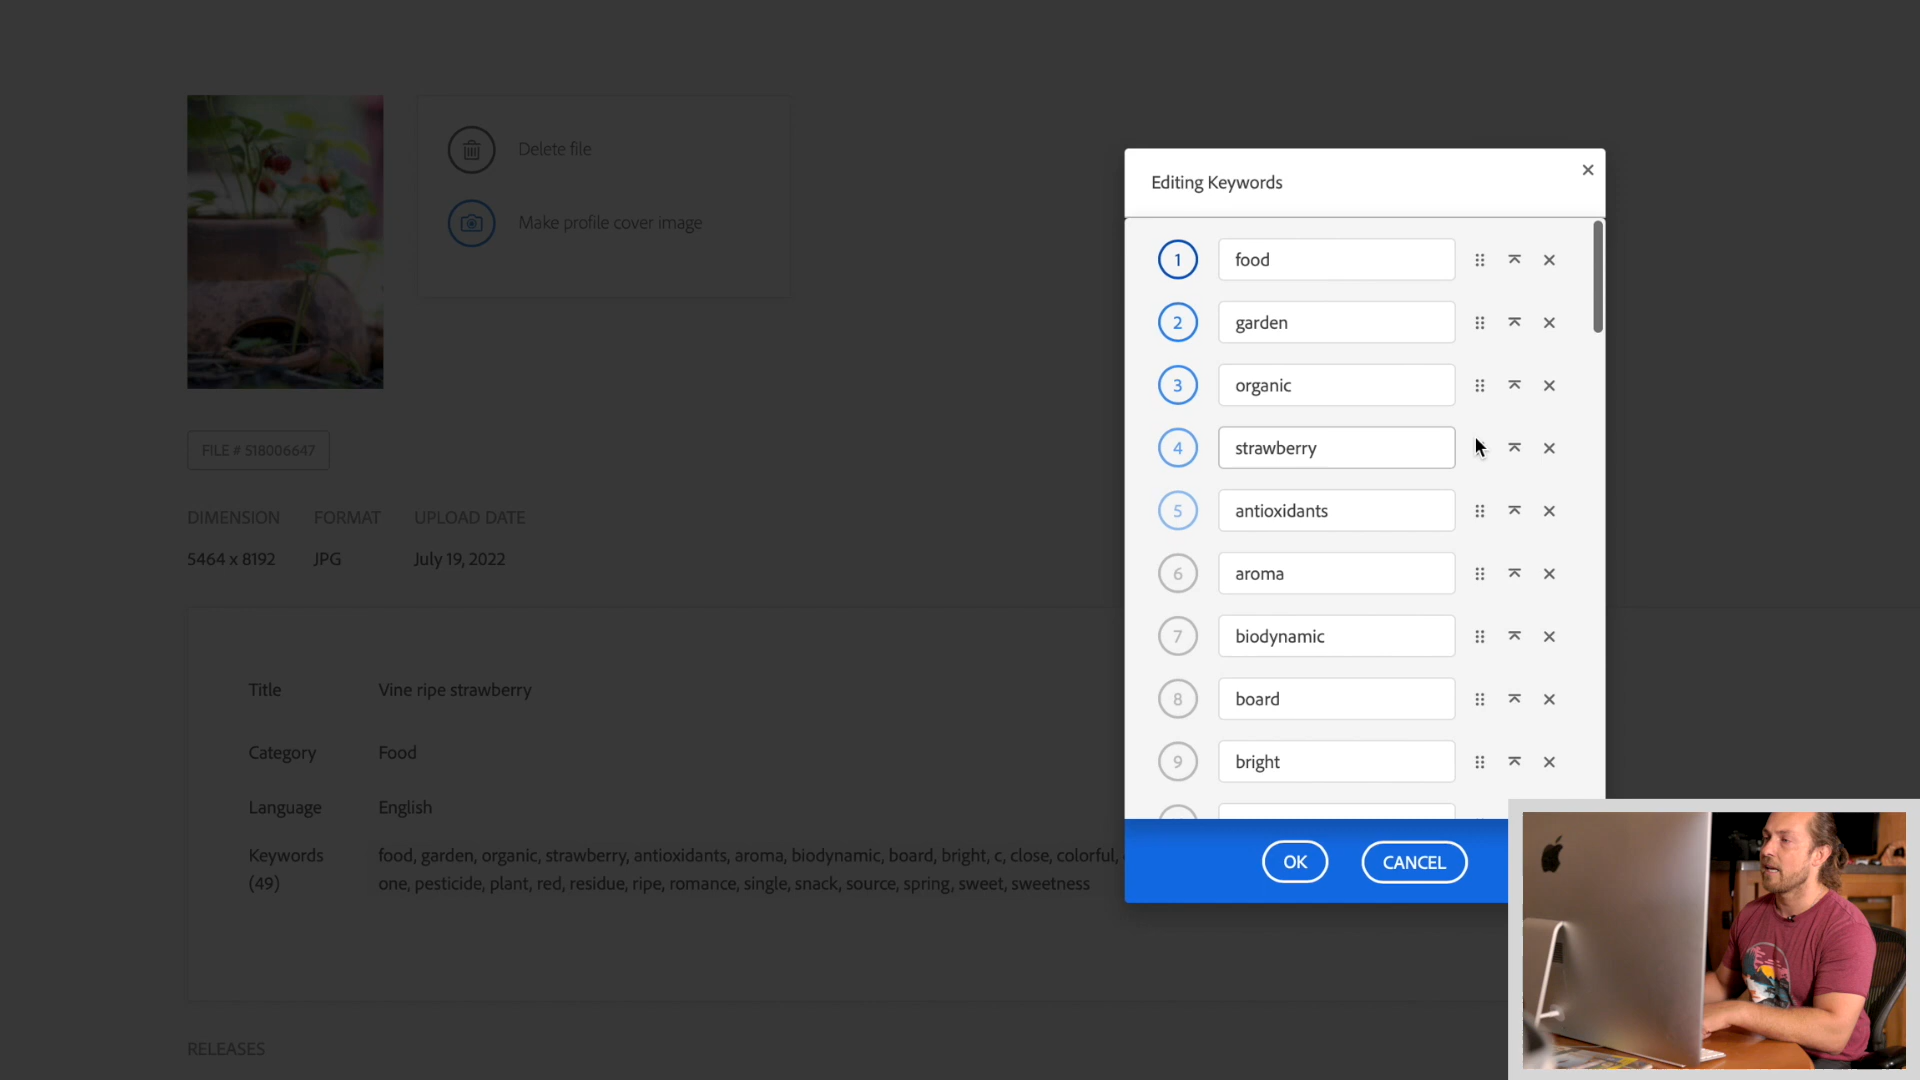 Delete file
Make profile cover image
FILE # 518006647
DIMENSION FORMAT UPLOAD DATE
5464 x 8192 JPG July 19, 2022
Title Vine ripe strawberry
Category Food
Language English
Keywords food, garden, organic, strawberry, antioxidants, aroma, biodynamic, board, bright, c, close, colorful,
(49) one, pesticide, plant, red, residue, ripe, romance, single, snack, source, spring, sweet, sweetness
RELEASES
Editing Keywords
1 food
2 garden
3 organic
4 strawberry
5 antioxidants
6 aroma
7 biodynamic
8 board
9 bright
OK CANCEL